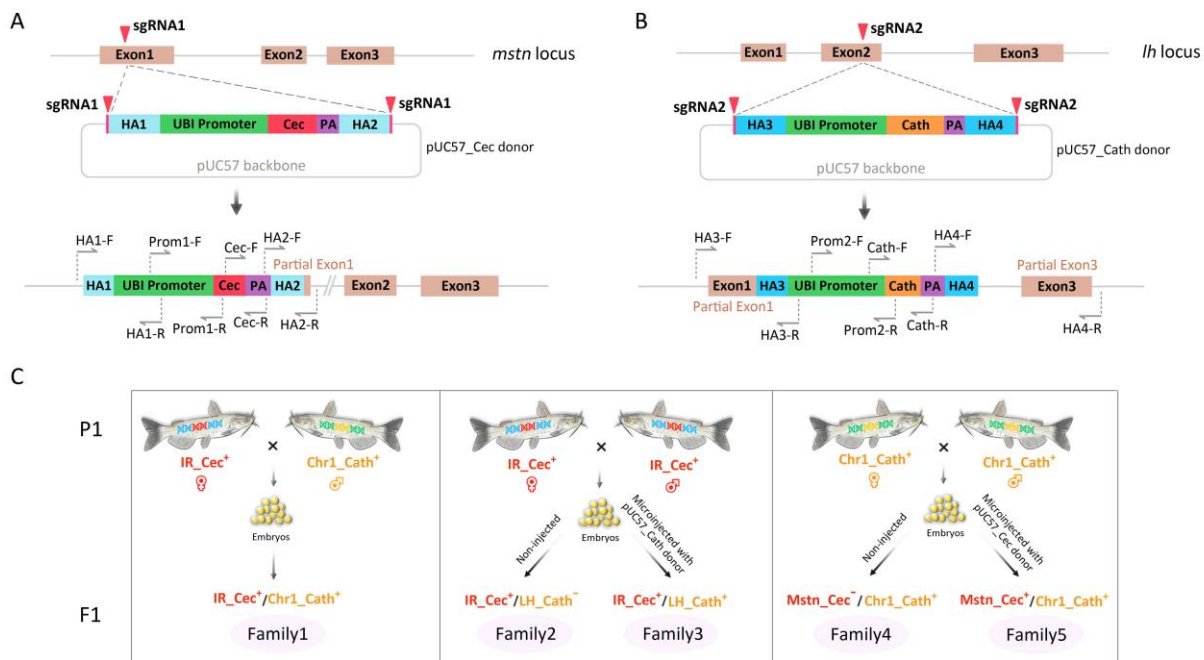 A
sgRNA1
Exon1
Exon2
Exon3
mstn locus
sgRNA1
sgRNA1
HA1
UBI Promoter
Cec
PA
HA2
pUC57_Cec donor
pUC57 backbone
HA1-F
Prom1-F
Cec-F
HA2-F
Partial Exon1
HA1
UBI Promoter
Cec
PA
HA2
Exon2
Exon3
HA1-R
Prom1-R
Cec-R
HA2-R
B
sgRNA2
Exon1
Exon2
Exon3
lh locus
sgRNA2
sgRNA2
HA3
UBI Promoter
Cath
PA
HA4
pUC57_Cath donor
pUC57 backbone
HA3-F
Prom2-F
Cath-F
HA4-F
Partial Exon3
Exon1
HA3
UBI Promoter
Cath
PA
HA4
Exon3
Partial Exon1
HA3-R
Prom2-R
Cath-R
HA4-R
C
P1
IR_Cec⁺
×
Chr1_Cath⁺
Embryos
IR_Cec⁺/Chr1_Cath⁺
Family1
IR_Cec⁺
×
IR_Cec⁺
Embryos
Non-injected
Microinjected with
pUC57_Cath donor
IR_Cec⁺/LH_Cath⁻
IR_Cec⁺/LH_Cath⁺
Family2
Family3
Chr1_Cath⁺
×
Chr1_Cath⁺
Embryos
Non-injected
Microinjected with
pUC57_Cec donor
Mstn_Cec⁻/Chr1_Cath⁺
Mstn_Cec⁺/Chr1_Cath⁺
Family4
Family5
F1